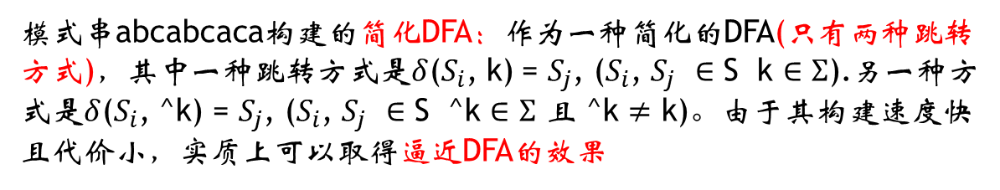 模式串abcabcaca构建的简化DFA：作为一种简化的DFA(只有两种跳转
方式)，其中一种跳转方式是δ(Sᵢ, k) = Sⱼ, (Sᵢ, Sⱼ ∈ S k ∈ Σ).另一种方
式是δ(Sᵢ, ^k) = Sⱼ, (Sᵢ, Sⱼ ∈ S ^k ∈ Σ 且 ^k ≠ k)。由于其构建速度快
且代价小，实质上可以取得逼近DFA的效果